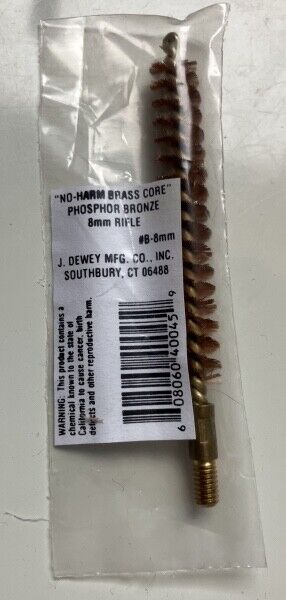 "NO-HARM BRASS CORE"
PHOSPHOR BRONZE
8mm RIFLE
#B-8mm
J. DEWEY MFG. CO., INC.
SOUTHBURY, CT 06488
WARNING: This product contains a
chemical known to the state of
California to cause cancer, birth
defects and other reproductive harm.
6 08060 40045 9